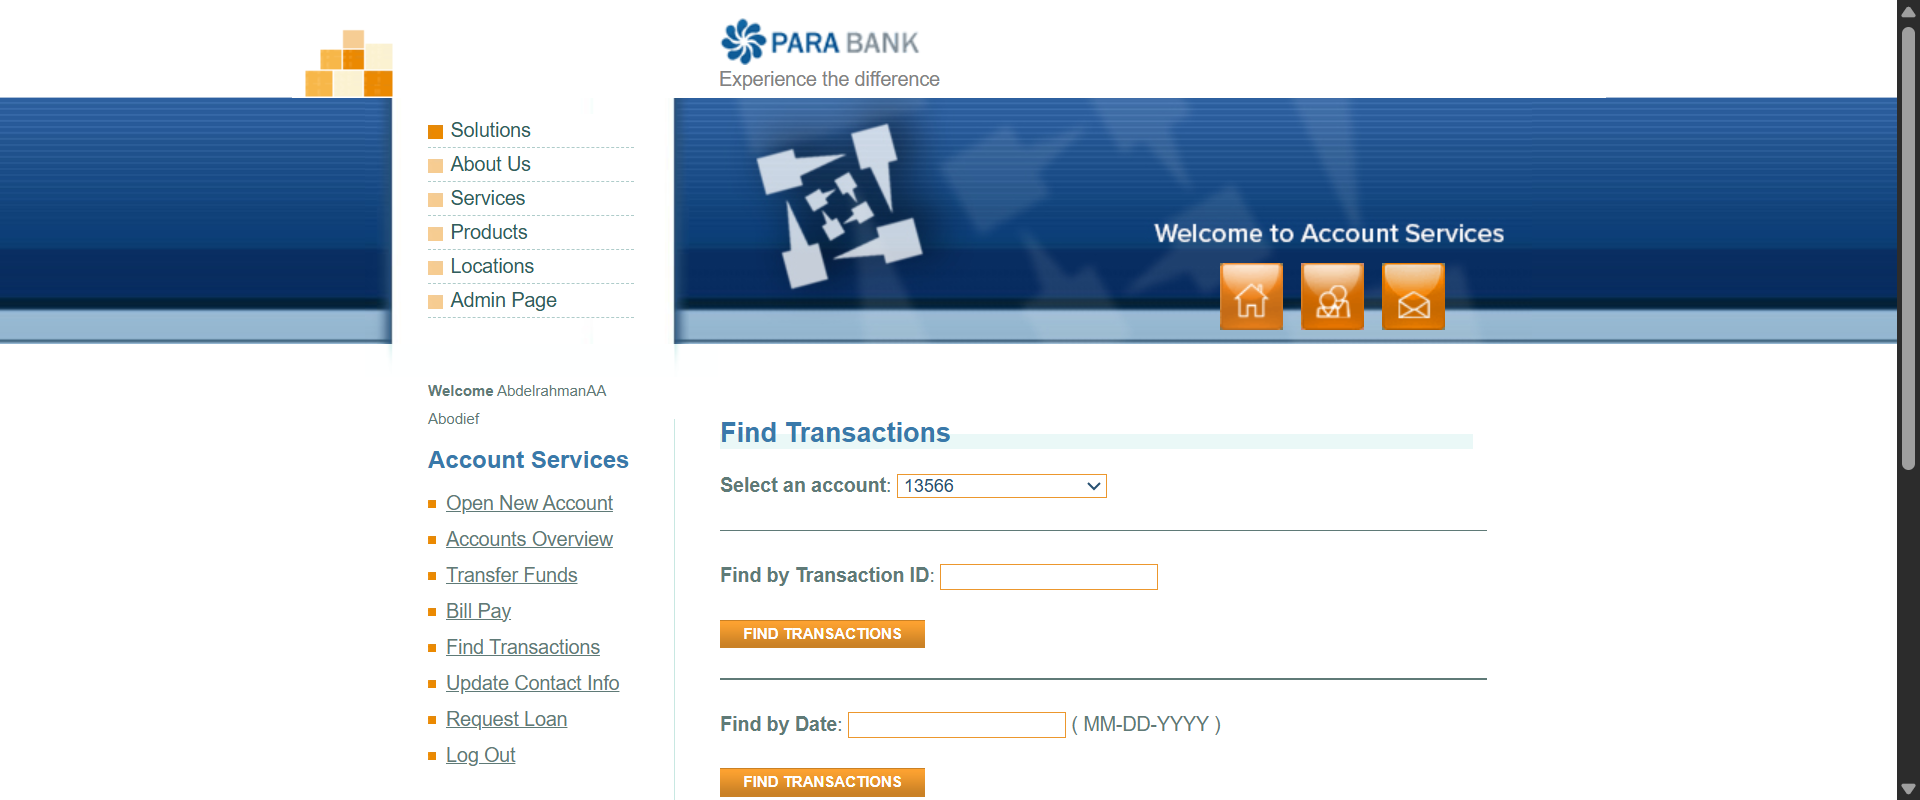 PARA BANK
Experience the difference
Solutions
About Us
Services
Products
Locations
Admin Page
Welcome to Account Services
Welcome AbdelrahmanAA
Abodief
Account Services
Open New Account
Accounts Overview
Transfer Funds
Bill Pay
Find Transactions
Update Contact Info
Request Loan
Log Out
Find Transactions
Select an account: 13566
Find by Transaction ID:
FIND TRANSACTIONS
Find by Date: ( MM-DD-YYYY )
FIND TRANSACTIONS